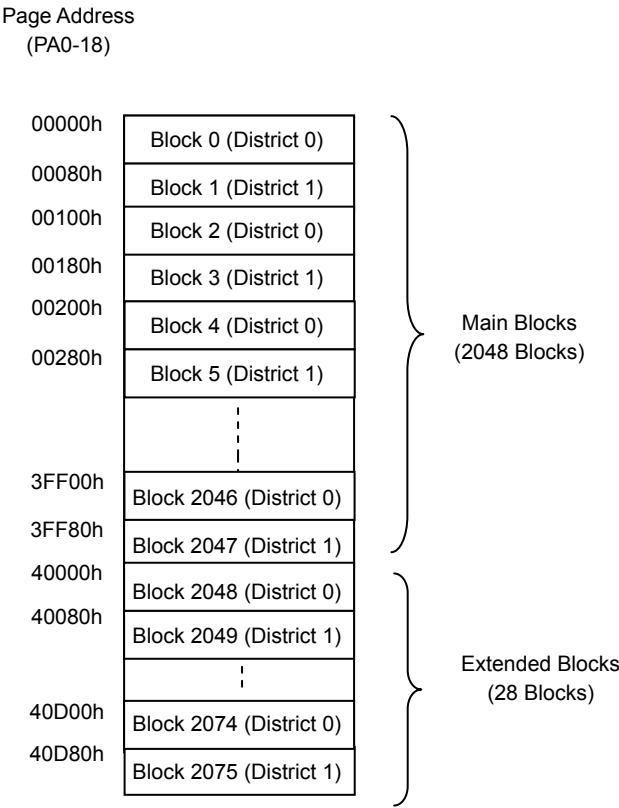 Page Address
(PA0-18)
00000h
Block 0 (District 0)
00080h
Block 1 (District 1)
00100h
Block 2 (District 0)
00180h
Block 3 (District 1)
00200h
Block 4 (District 0)
00280h
Block 5 (District 1)
Main Blocks
(2048 Blocks)
3FF00h
Block 2046 (District 0)
3FF80h
Block 2047 (District 1)
40000h
Block 2048 (District 0)
40080h
Block 2049 (District 1)
Extended Blocks
(28 Blocks)
40D00h
Block 2074 (District 0)
40D80h
Block 2075 (District 1)